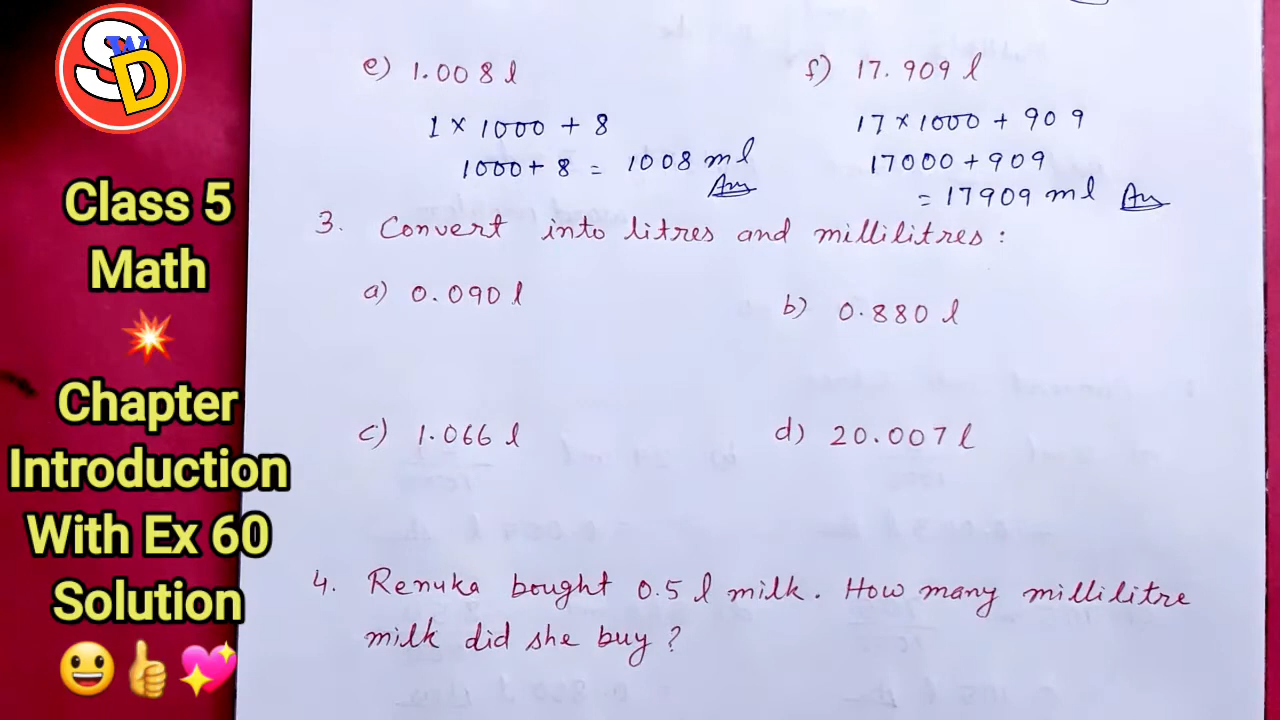 SWD
Class 5
Math
💥
Chapter
Introduction
With Ex 60
Solution
😀👍💖
e) 1.008 l
1 × 1000 + 8
1000 + 8 = 1008 ml
Ans
f) 17.909 l
17 × 1000 + 909
17000 + 909
= 17909 ml Ans
3. Convert into litres and millilitres :
a) 0.090 l
b) 0.880 l
c) 1.066 l
d) 20.007 l
4. Renuka bought 0.5 l milk. How many millilitre
milk did she buy ?